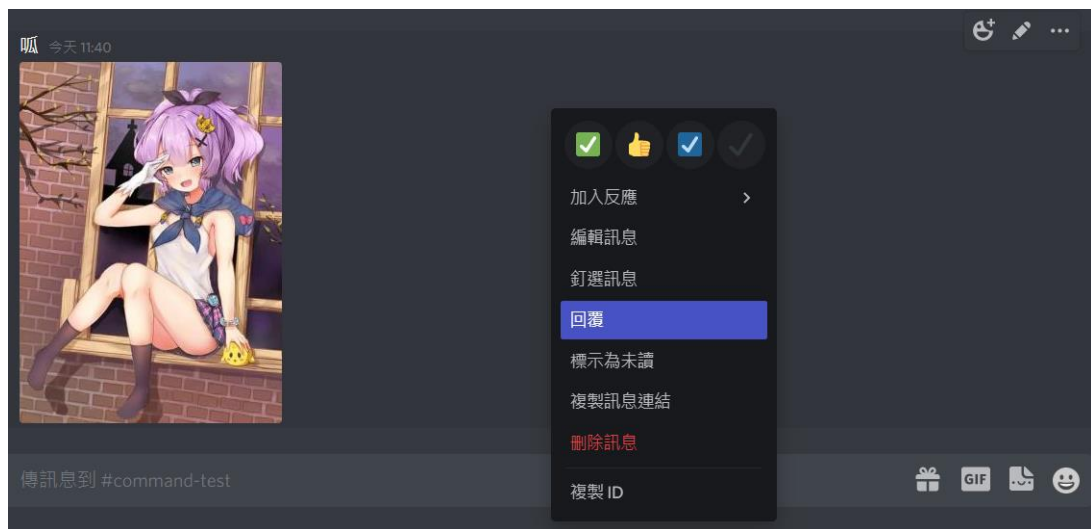 呱 今天 11:40
加入反應
編輯訊息
釘選訊息
回覆
標示為未讀
複製訊息連結
刪除訊息
複製 ID
傳訊息到 #command-test
GIF